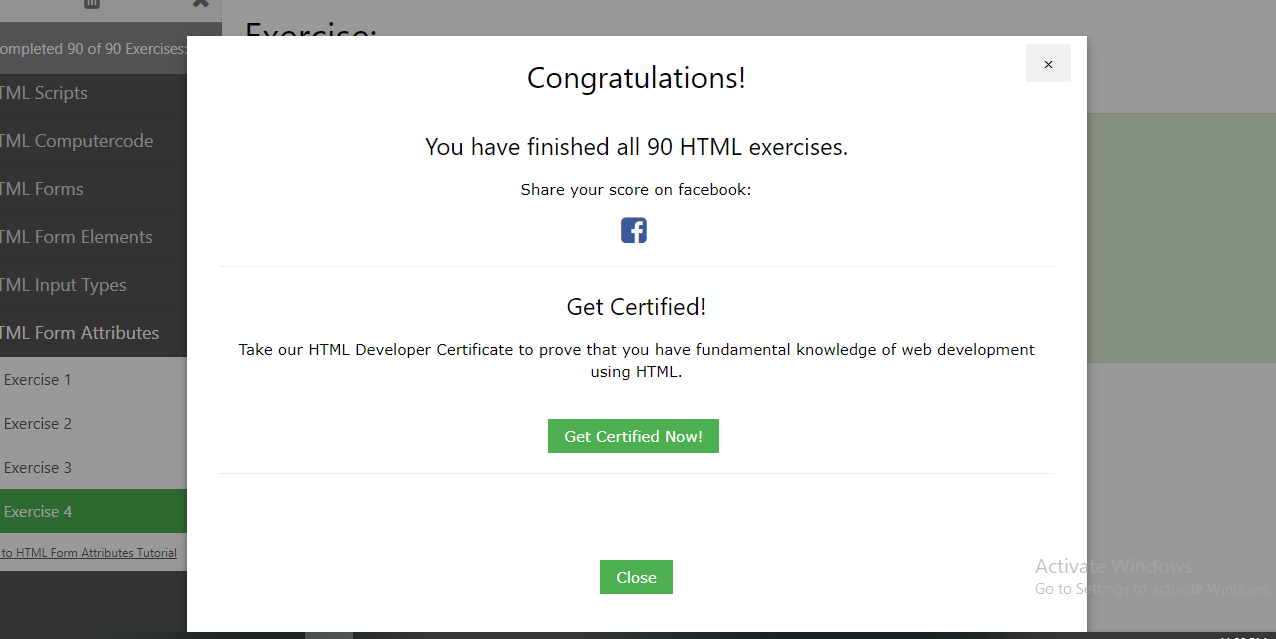 Exercise:
ompleted 90 of 90 Exercises:
TML Scripts
TML Computercode
TML Forms
TML Form Elements
TML Input Types
TML Form Attributes
Exercise 1
Exercise 2
Exercise 3
Exercise 4
to HTML Form Attributes Tutorial
×
Congratulations!
You have finished all 90 HTML exercises.
Share your score on facebook:
Get Certified!
Take our HTML Developer Certificate to prove that you have fundamental knowledge of web development
using HTML.
Get Certified Now!
Close
Activate Windows
Go to Settings to activate Windows.